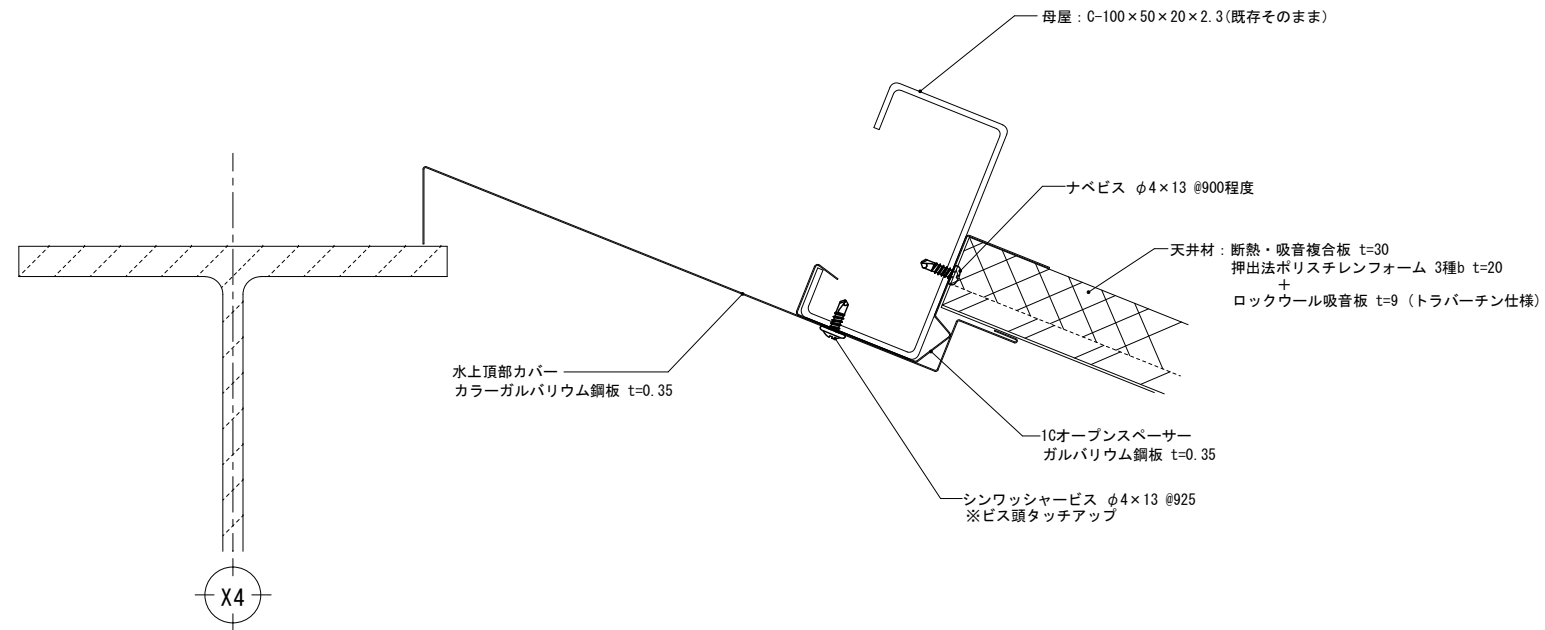 母屋：C-100×50×20×2.3(既存そのまま)
ナベビス φ4×13 @900程度
天井材：断熱・吸音複合板 t=30
押出法ポリスチレンフォーム 3種b t=20
＋
ロックウール吸音板 t=9 (トラバーチン仕様)
水上頂部カバー
カラーガルバリウム鋼板 t=0.35
1Cオープンスペーサー
ガルバリウム鋼板 t=0.35
シンワッシャービス φ4×13 @925
※ビス頭タッチアップ
X4